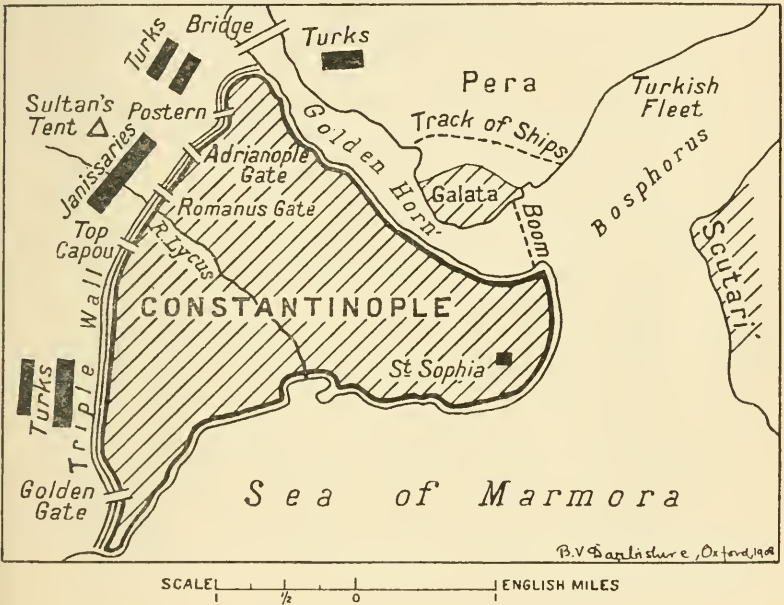 Bridge
Turks
Turks
Pera
Turkish
Fleet
Sultan's
Tent
Postern
Golden Horn.
Track of Ships
Janissaries
Adrianople
Gate
Galata
Bosphorus
Romanus Gate
Boom
Top
Capou
R. Lycus
Scutari
CONSTANTINOPLE
Triple Wall
St. Sophia
Turks
Golden
Gate
Sea of Marmora
B.V. Darbishire, Oxford, 1908
SCALE ENGLISH MILES
1 ½ 0 1